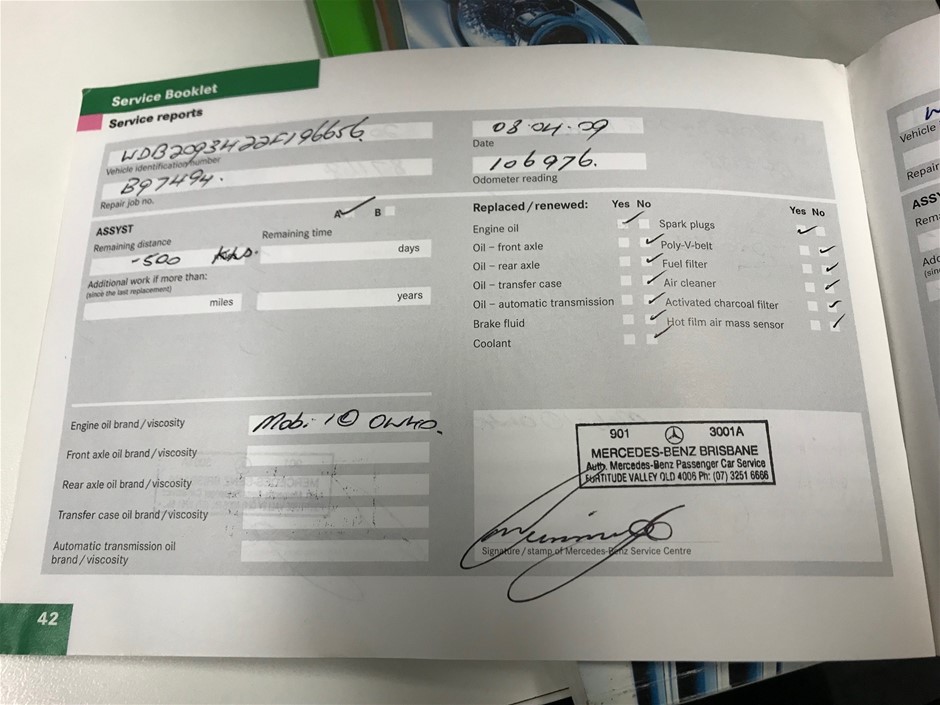 Service Booklet
Service reports
WDB2093422F196656.
Vehicle identification number
B97494.
Repair job no.
08.04.09
Date
106976.
Odometer reading
ASSYST
A ✓ B
Remaining distance
-500 Kms.
Remaining time
days
Additional work if more than:
(since the last replacement)
miles
years
Replaced / renewed:
Yes No
Yes No
Engine oil
Spark plugs
Oil – front axle
Poly-V-belt
Oil – rear axle
Fuel filter
Oil – transfer case
Air cleaner
Oil – automatic transmission
Activated charcoal filter
Brake fluid
Hot film air mass sensor
Coolant
Engine oil brand / viscosity
Mobil 0W40.
Front axle oil brand / viscosity
Rear axle oil brand / viscosity
Transfer case oil brand / viscosity
Automatic transmission oil
brand / viscosity
901 3001A
MERCEDES-BENZ BRISBANE
Auth. Mercedes-Benz Passenger Car Service
FORTITUDE VALLEY QLD 4006 Ph: (07) 3251 6666
Signature / stamp of Mercedes-Benz Service Centre
42
Vehicle
Repair
ASSY
Rema